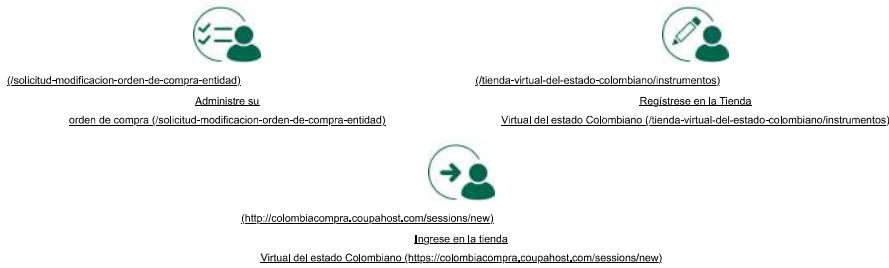 (/solicitud-modificacion-orden-de-compra-entidad)
Administre su
orden de compra (/solicitud-modificacion-orden-de-compra-entidad)
(/tienda-virtual-del-estado-colombiano/instrumentos)
Regístrese en la Tienda
Virtual del estado Colombiano (/tienda-virtual-del-estado-colombiano/instrumentos)
(http://colombiacompra.coupahost.com/sessions/new)
Ingrese en la tienda
Virtual del estado Colombiano (https://colombiacompra.coupahost.com/sessions/new)